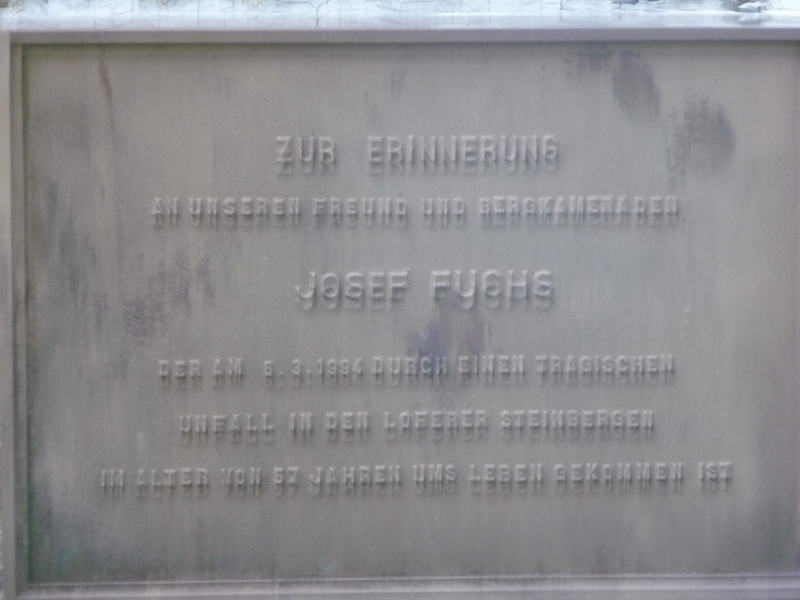 ZUR ERINNERUNG
AN UNSEREN FREUND UND BERGKAMERADEN
JOSEF FUCHS
DER AM 6.3.1994 DURCH EINEN TRAGISCHEN
UNFALL IN DEN LOFERER STEINBERGEN
IM ALTER VON 57 JAHREN UMS LEBEN GEKOMMEN IST